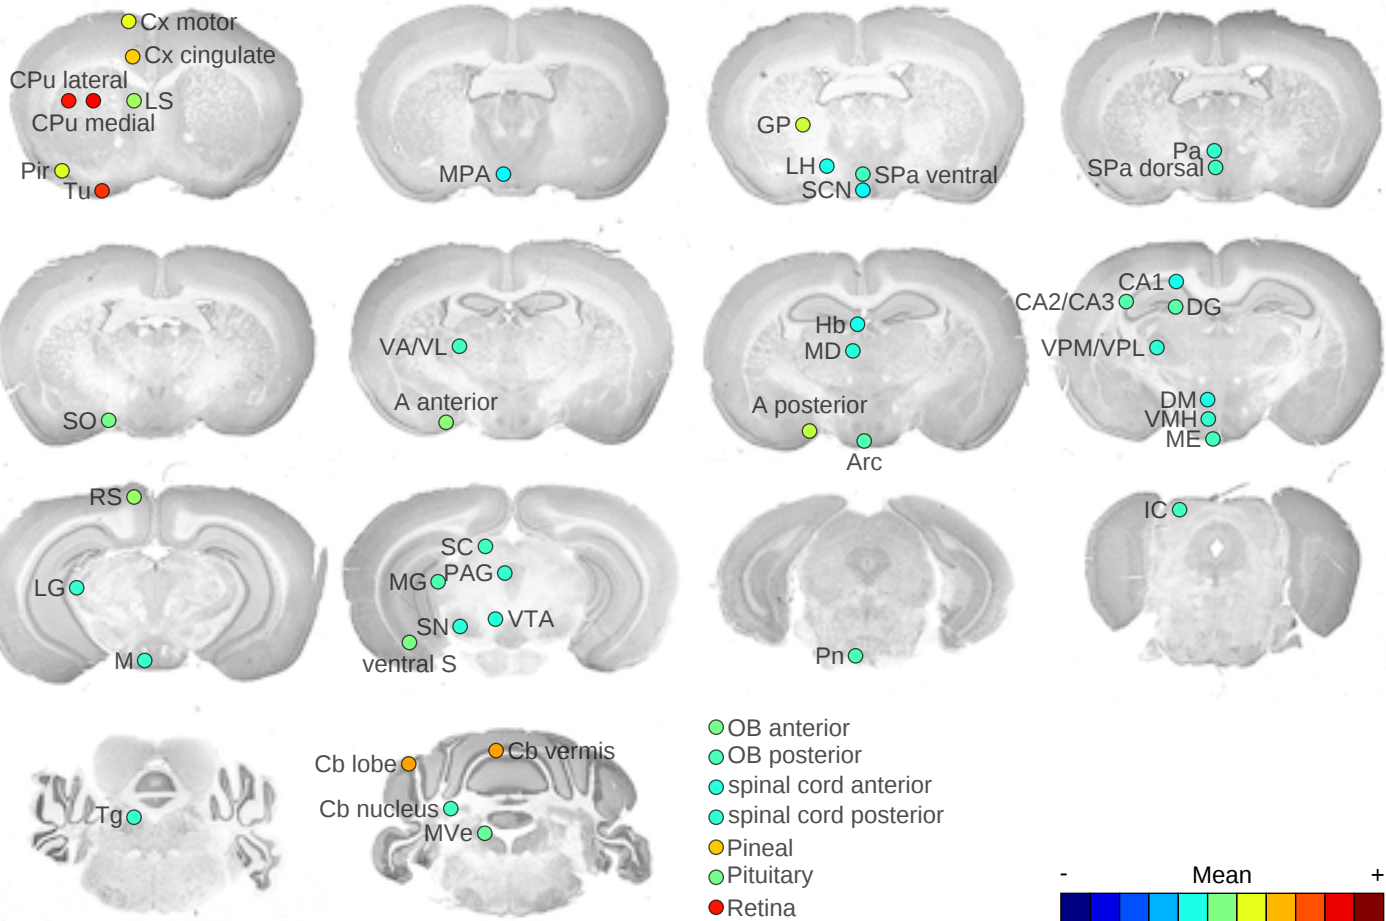 Cx motor
Cx cingulate
CPu lateral
LS
CPu medial
Pir
Tu
MPA
GP
LH
SPa ventral
SCN
Pa
SPa dorsal
SO
VA/VL
A anterior
Hb
MD
A posterior
Arc
CA1
CA2/CA3
DG
VPM/VPL
DM
VMH
ME
RS
LG
M
SC
PAG
MG
VTA
SN
ventral S
Pn
IC
Tg
Cb vermis
Cb lobe
Cb nucleus
MVe
OB anterior
OB posterior
spinal cord anterior
spinal cord posterior
Pineal
Pituitary
Retina
- Mean +